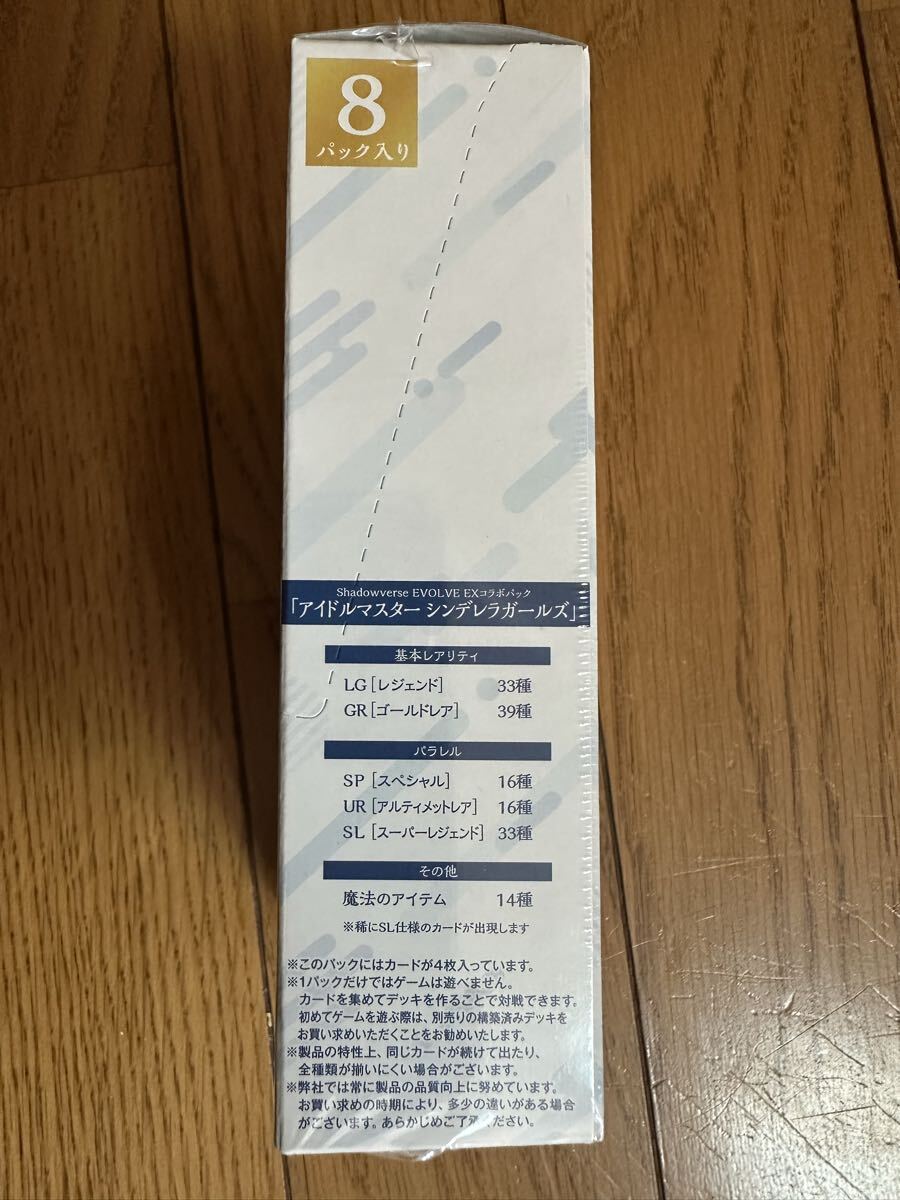 8
パック入り
Shadowverse EVOLVE EXコラボパック
「アイドルマスター シンデレラガールズ」
基本レアリティ
LG[レジェンド] 33種
GR[ゴールドレア] 39種
パラレル
SP [スペシャル] 16種
UR [アルティメットレア] 16種
SL [スーパーレジェンド] 33種
その他
魔法のアイテム 14種
※稀にSL仕様のカードが出現します
※このパックにはカードが4枚入っています。
※1パックだけではゲームは遊べません。
カードを集めてデッキを作ることで対戦できます。
初めてゲームを遊ぶ際は、別売りの構築済みデッキを
お買い求めいただくことをお勧めいたします。
※製品の特性上、同じカードが続けて出たり、
全種類が揃いにくい場合がございます。
※弊社では常に製品の品質向上に努めています。
お買い求めの時期により、多少の違いがある場合
がございます。あらかじめご了承ください。